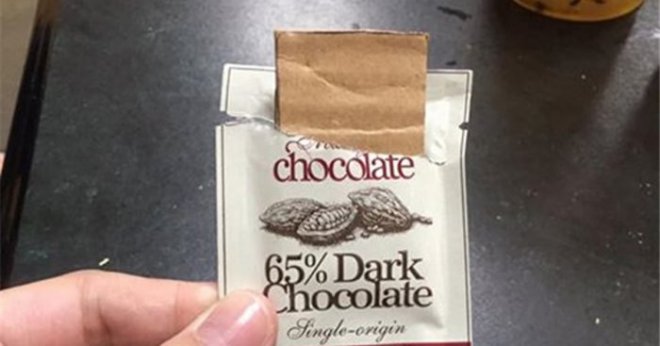 chocolate
65% Dark
Chocolate
Single-origin